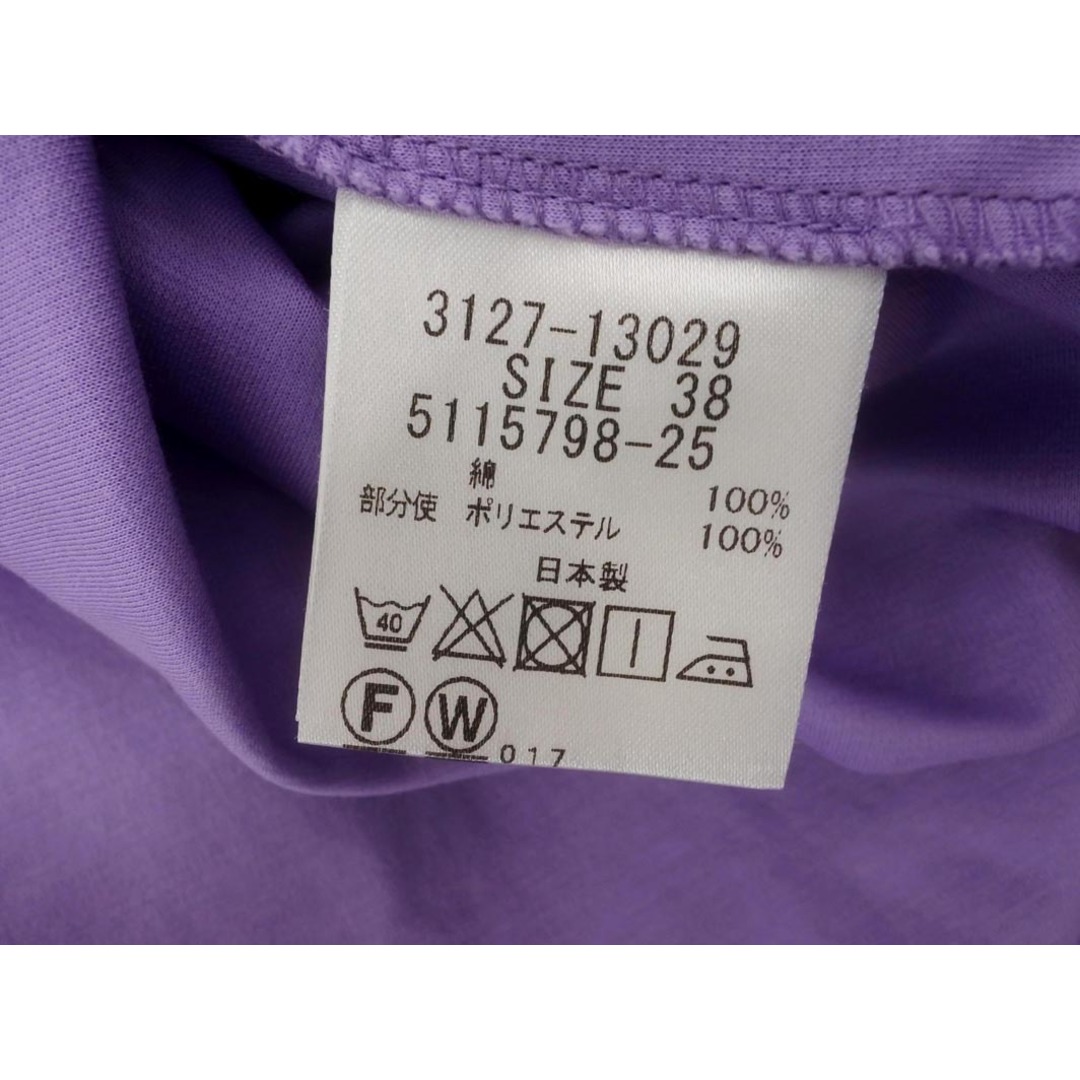 3127-13029
SIZE 38
5115798-25
綿 100%
部分使 ポリエステル 100%
日本製
40
F W 017